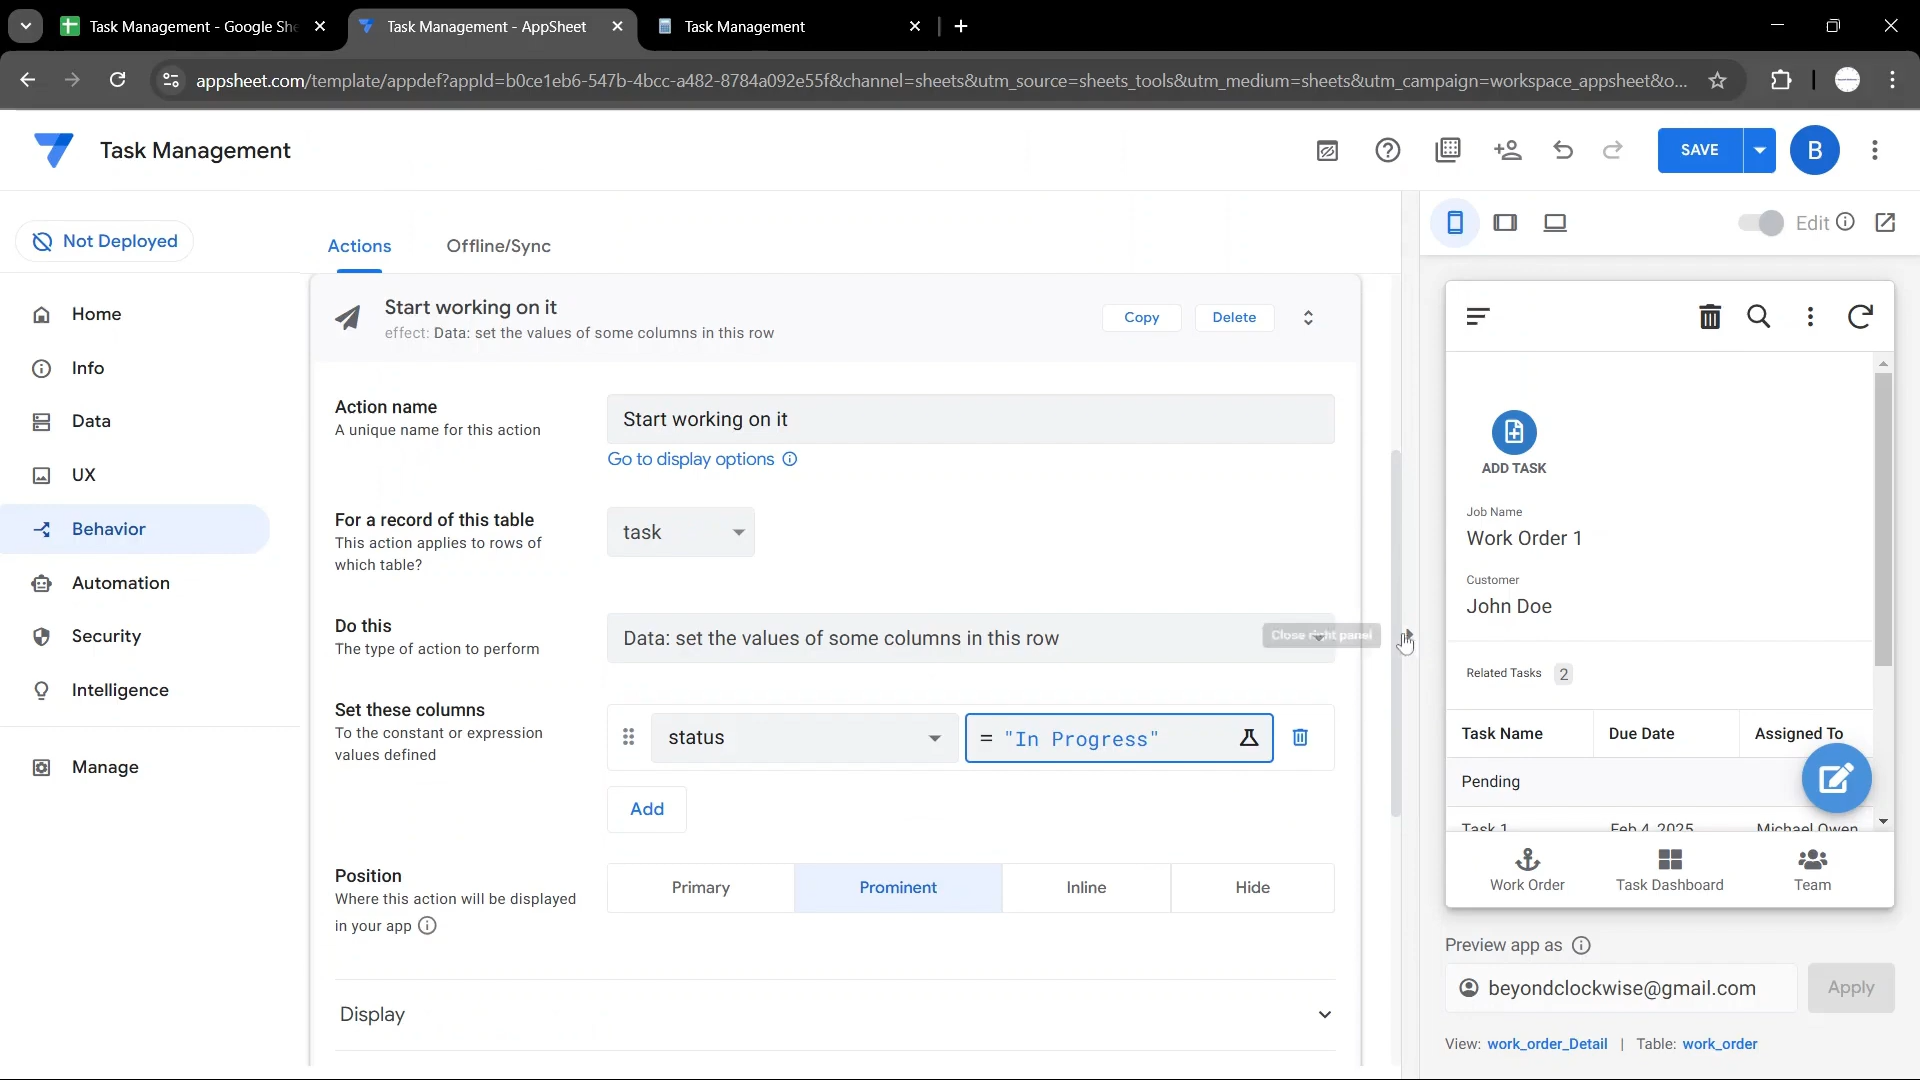 Task Management - Google She
Task Management - AppSheet
Task Management
appsheet.com/template/appdef?appId=b0ce1eb6-547b-4bcc-a482-8784a092e55f&channel=sheets&utm_source=sheets_tools&utm_medium=sheets&utm_campaign=workspace_appsheet&o...
Task Management
SAVE
B
Not Deployed
Home
Info
Data
UX
Behavior
Automation
Security
Intelligence
Manage
Actions
Offline/Sync
Start working on it
effect: Data: set the values of some columns in this row
Copy
Delete
Action name
A unique name for this action
Start working on it
Go to display options
For a record of this table
This action applies to rows of
which table?
task
Do this
The type of action to perform
Data: set the values of some columns in this row
Close right panel
Set these columns
To the constant or expression
values defined
status
= "In Progress"
Add
Position
Where this action will be displayed
in your app
Primary
Prominent
Inline
Hide
Display
Edit
ADD TASK
Job Name
Work Order 1
Customer
John Doe
Related Tasks 2
Task Name
Due Date
Assigned To
Pending
Task 1
Feb 4, 2025
Michael Owen
Work Order
Task Dashboard
Team
Preview app as
beyondclockwise@gmail.com
Apply
View: work_order_Detail | Table: work_order